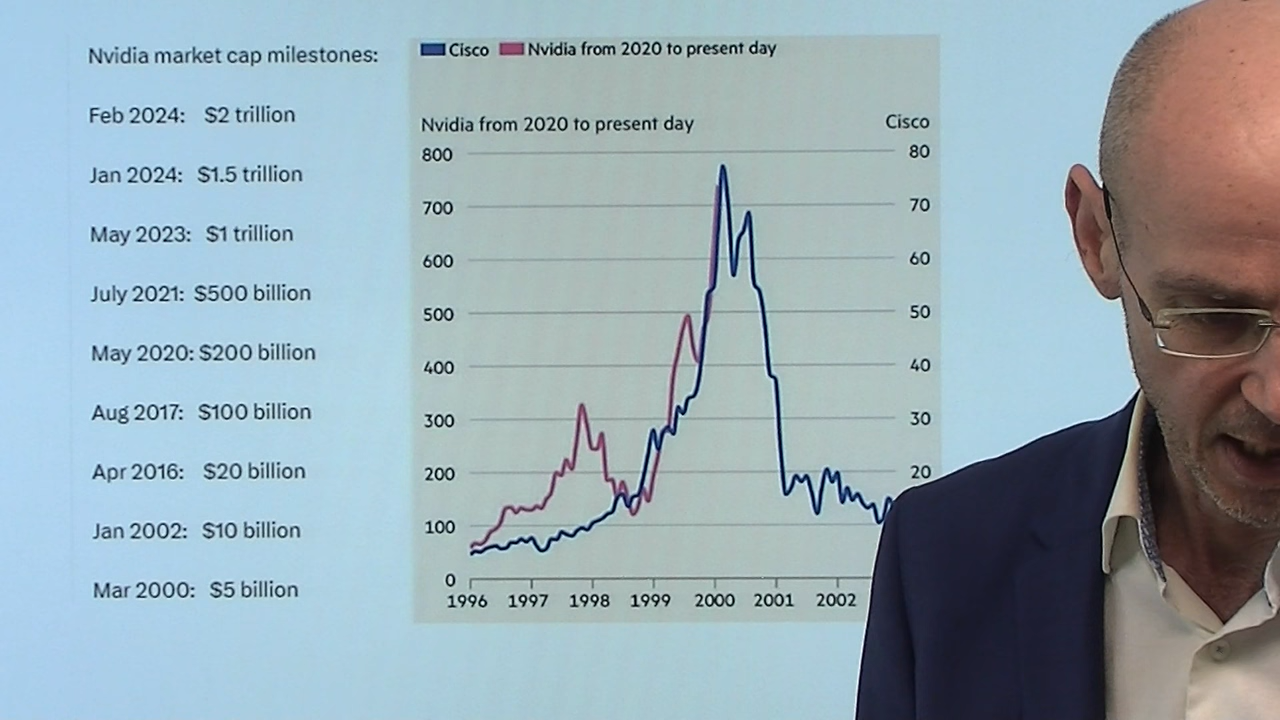 Nvidia market cap milestones:
Feb 2024: $2 trillion
Jan 2024: $1.5 trillion
May 2023: $1 trillion
July 2021: $500 billion
May 2020: $200 billion
Aug 2017: $100 billion
Apr 2016: $20 billion
Jan 2002: $10 billion
Mar 2000: $5 billion
Cisco Nvidia from 2020 to present day
Nvidia from 2020 to present day Cisco
800 80
700 70
600 60
500 50
400 40
300 30
200 20
100
0
1996 1997 1998 1999 2000 2001 2002